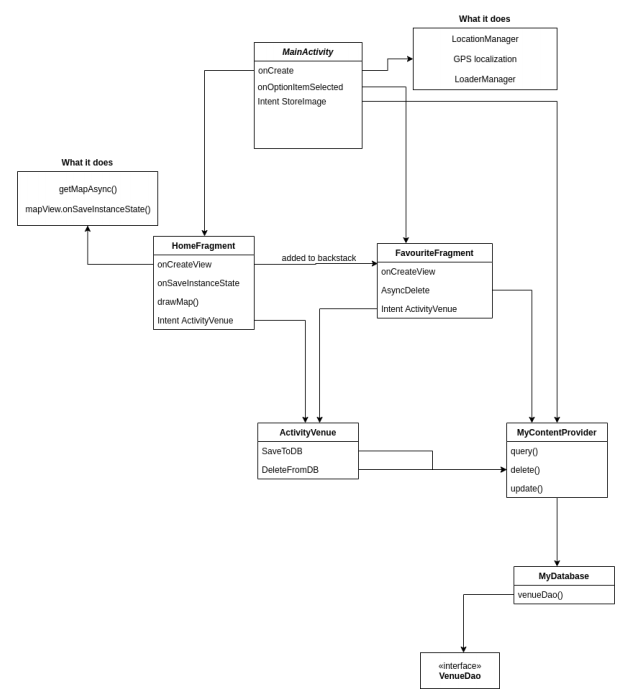 What it does
LocationManager
GPS localization
LoaderManager
MainActivity
onCreate
onOptionItemSelected
Intent StoreImage
What it does
getMapAsync()
mapView.onSaveInstanceState()
HomeFragment
onCreateView
onSaveInstanceState
drawMap()
Intent ActivityVenue
added to backstack
FavouriteFragment
onCreateView
AsyncDelete
Intent ActivityVenue
ActivityVenue
SaveToDB
DeleteFromDB
MyContentProvider
query()
delete()
update()
MyDatabase
venueDao()
«interface»
VenueDao